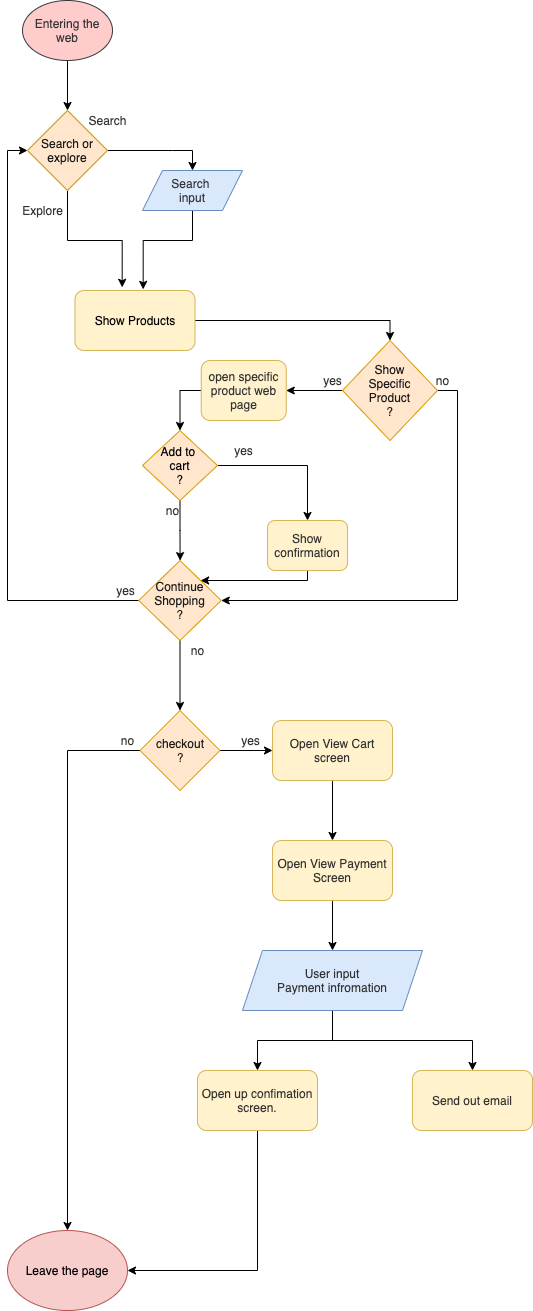 Entering the
web
Search
Search or
explore
Search
input
Explore
Show Products
Show
Specific
Product
?
yes
no
open specific
product web
page
Add to
cart
?
yes
no
Show
confirmation
Continue
Shopping
?
yes
no
checkout
?
no
yes
Open View Cart
screen
Open View Payment
Screen
User input
Payment infromation
Open up confimation
screen.
Send out email
Leave the page